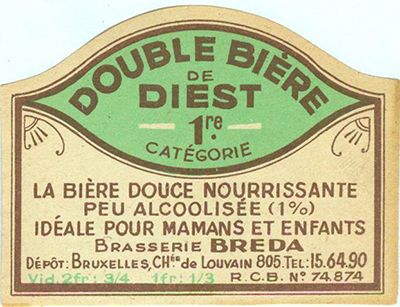 DOUBLE BIÈRE
DE
DIEST
1re
CATÉGORIE
LA BIÈRE DOUCE NOURRISSANTE
PEU ALCOOLISÉE (1%)
IDÉALE POUR MAMANS ET ENFANTS
BRASSERIE BREDA
DÉPÔT: BRUXELLES, CHÉE DE LOUVAIN 805. TEL: 15.64.90
Vid. 2fr: 3/4 1fr: 1/3 R.C.B. No 74.874